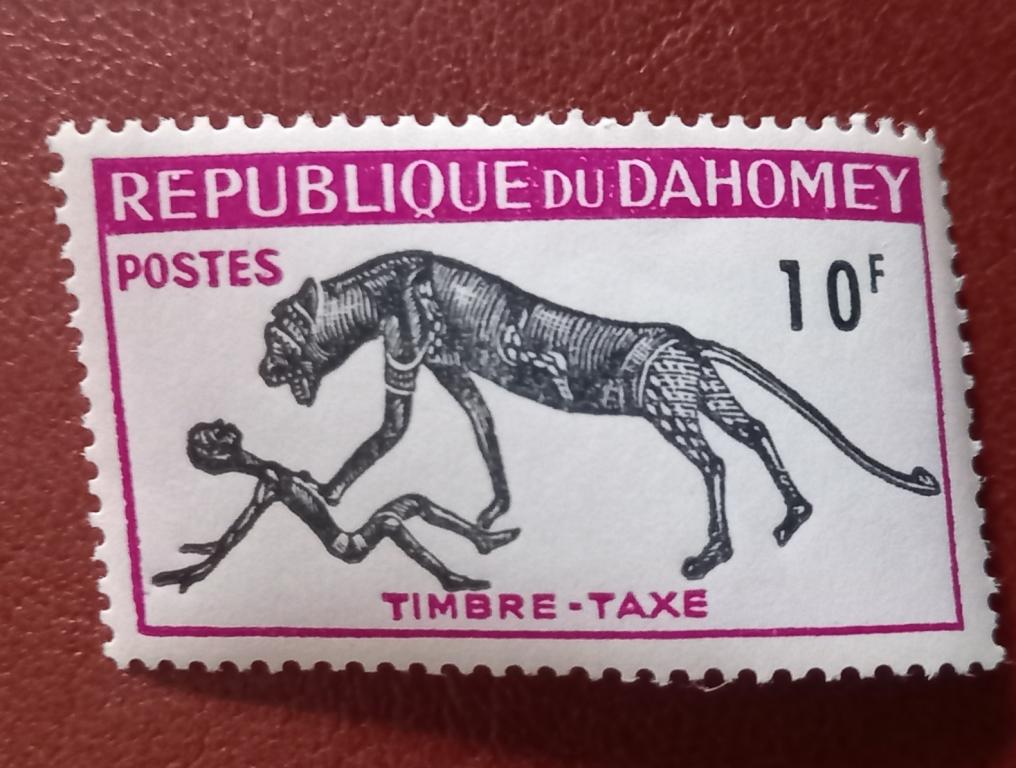 REPUBLIQUE DU DAHOMEY
POSTES
10F
TIMBRE-TAXE